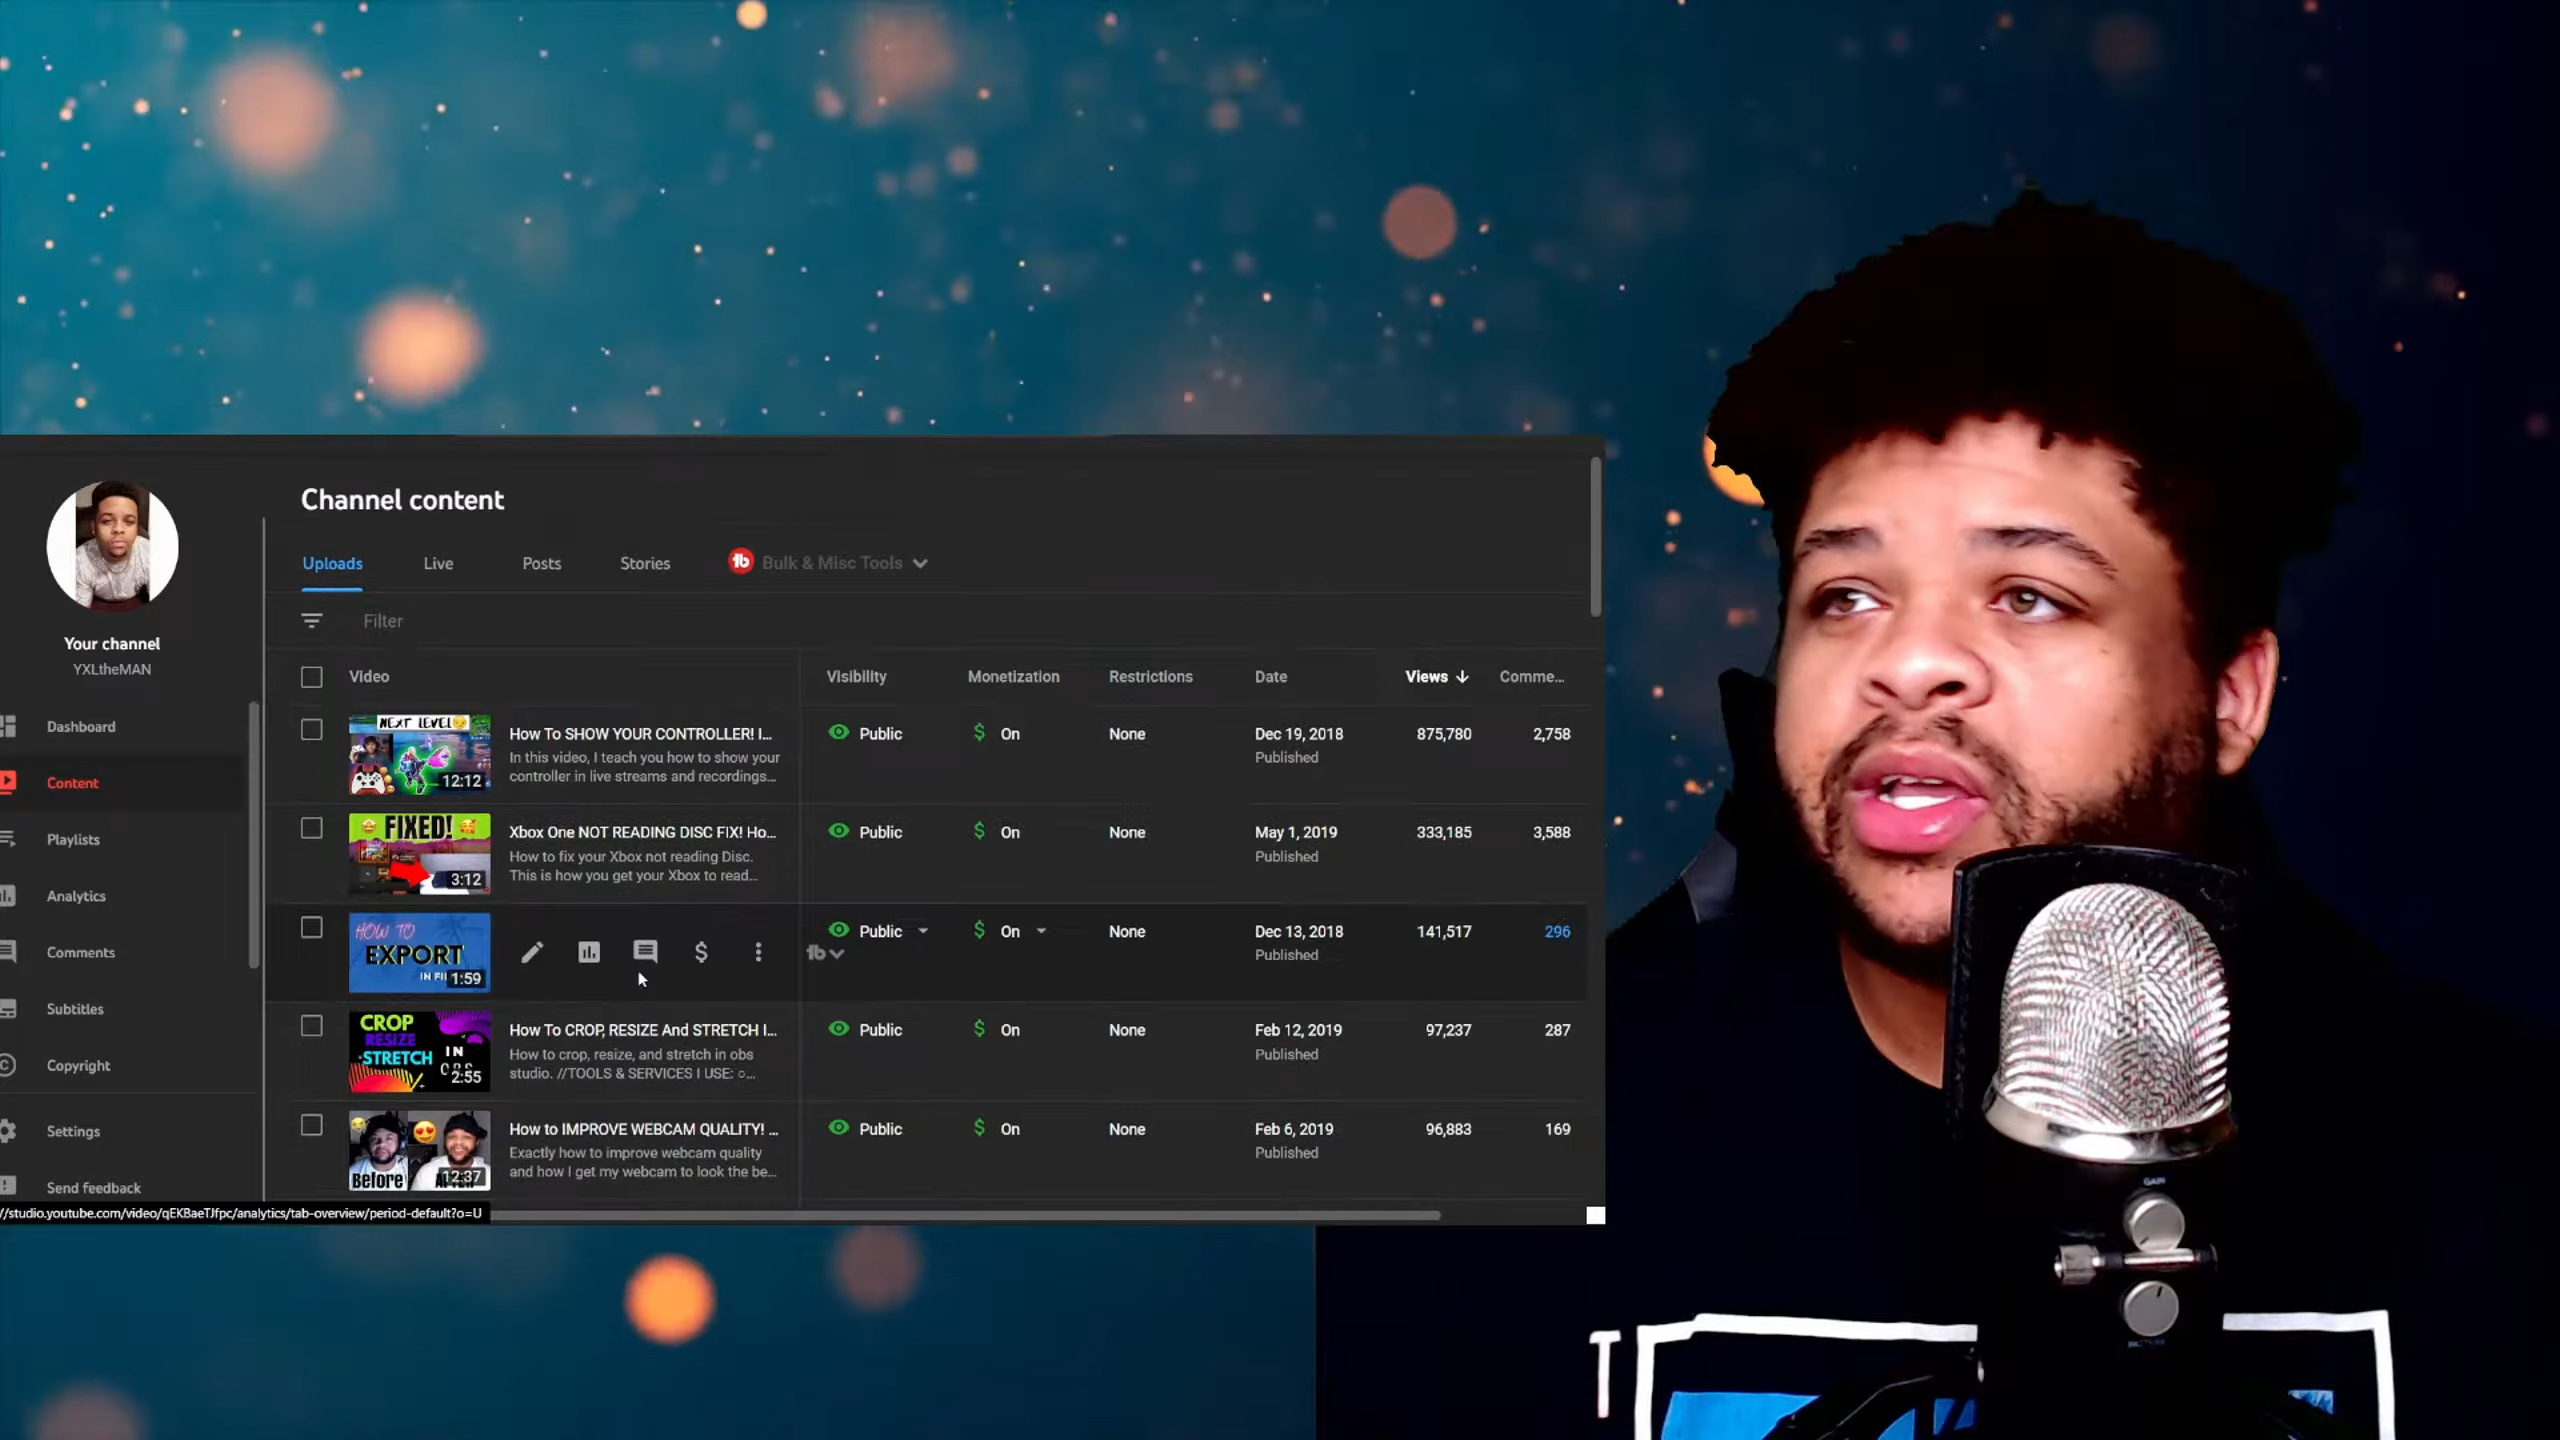 Channel content
Uploads Live Posts Stories Bulk & Misc Tools
Filter
Your channel
YXLtheMAN
Dashboard
Content
Playlists
Analytics
Comments
Subtitles
Copyright
Settings
Send feedback
Video Visibility Monetization Restrictions Date Views Comme...
NEXT LEVEL
12:12
How To SHOW YOUR CONTROLLER! I... Public On None Dec 19, 2018 875,780 2,758
In this video, I teach you how to show your Published
controller in live streams and recordings...
FIXED!
3:12
Xbox One NOT READING DISC FIX! Ho... Public On None May 1, 2019 333,185 3,588
How to fix your Xbox not reading Disc. Published
This is how you get your Xbox to read...
HOW TO
EXPORT
1:59
Public On None Dec 13, 2018 141,517 296
Published
CROP
RESIZE
STRETCH IN
2:55
How To CROP, RESIZE And STRETCH I... Public On None Feb 12, 2019 97,237 287
How to crop, resize, and stretch in obs Published
studio. //TOOLS & SERVICES I USE: ○...
Before
12:37
How to IMPROVE WEBCAM QUALITY! ... Public On None Feb 6, 2019 96,883 169
Exactly how to improve webcam quality Published
and how I get my webcam to look the be...
//studio.youtube.com/video/qEKBaeTJfpc/analytics/tab-overview/period-default?o=U
GAIN
T